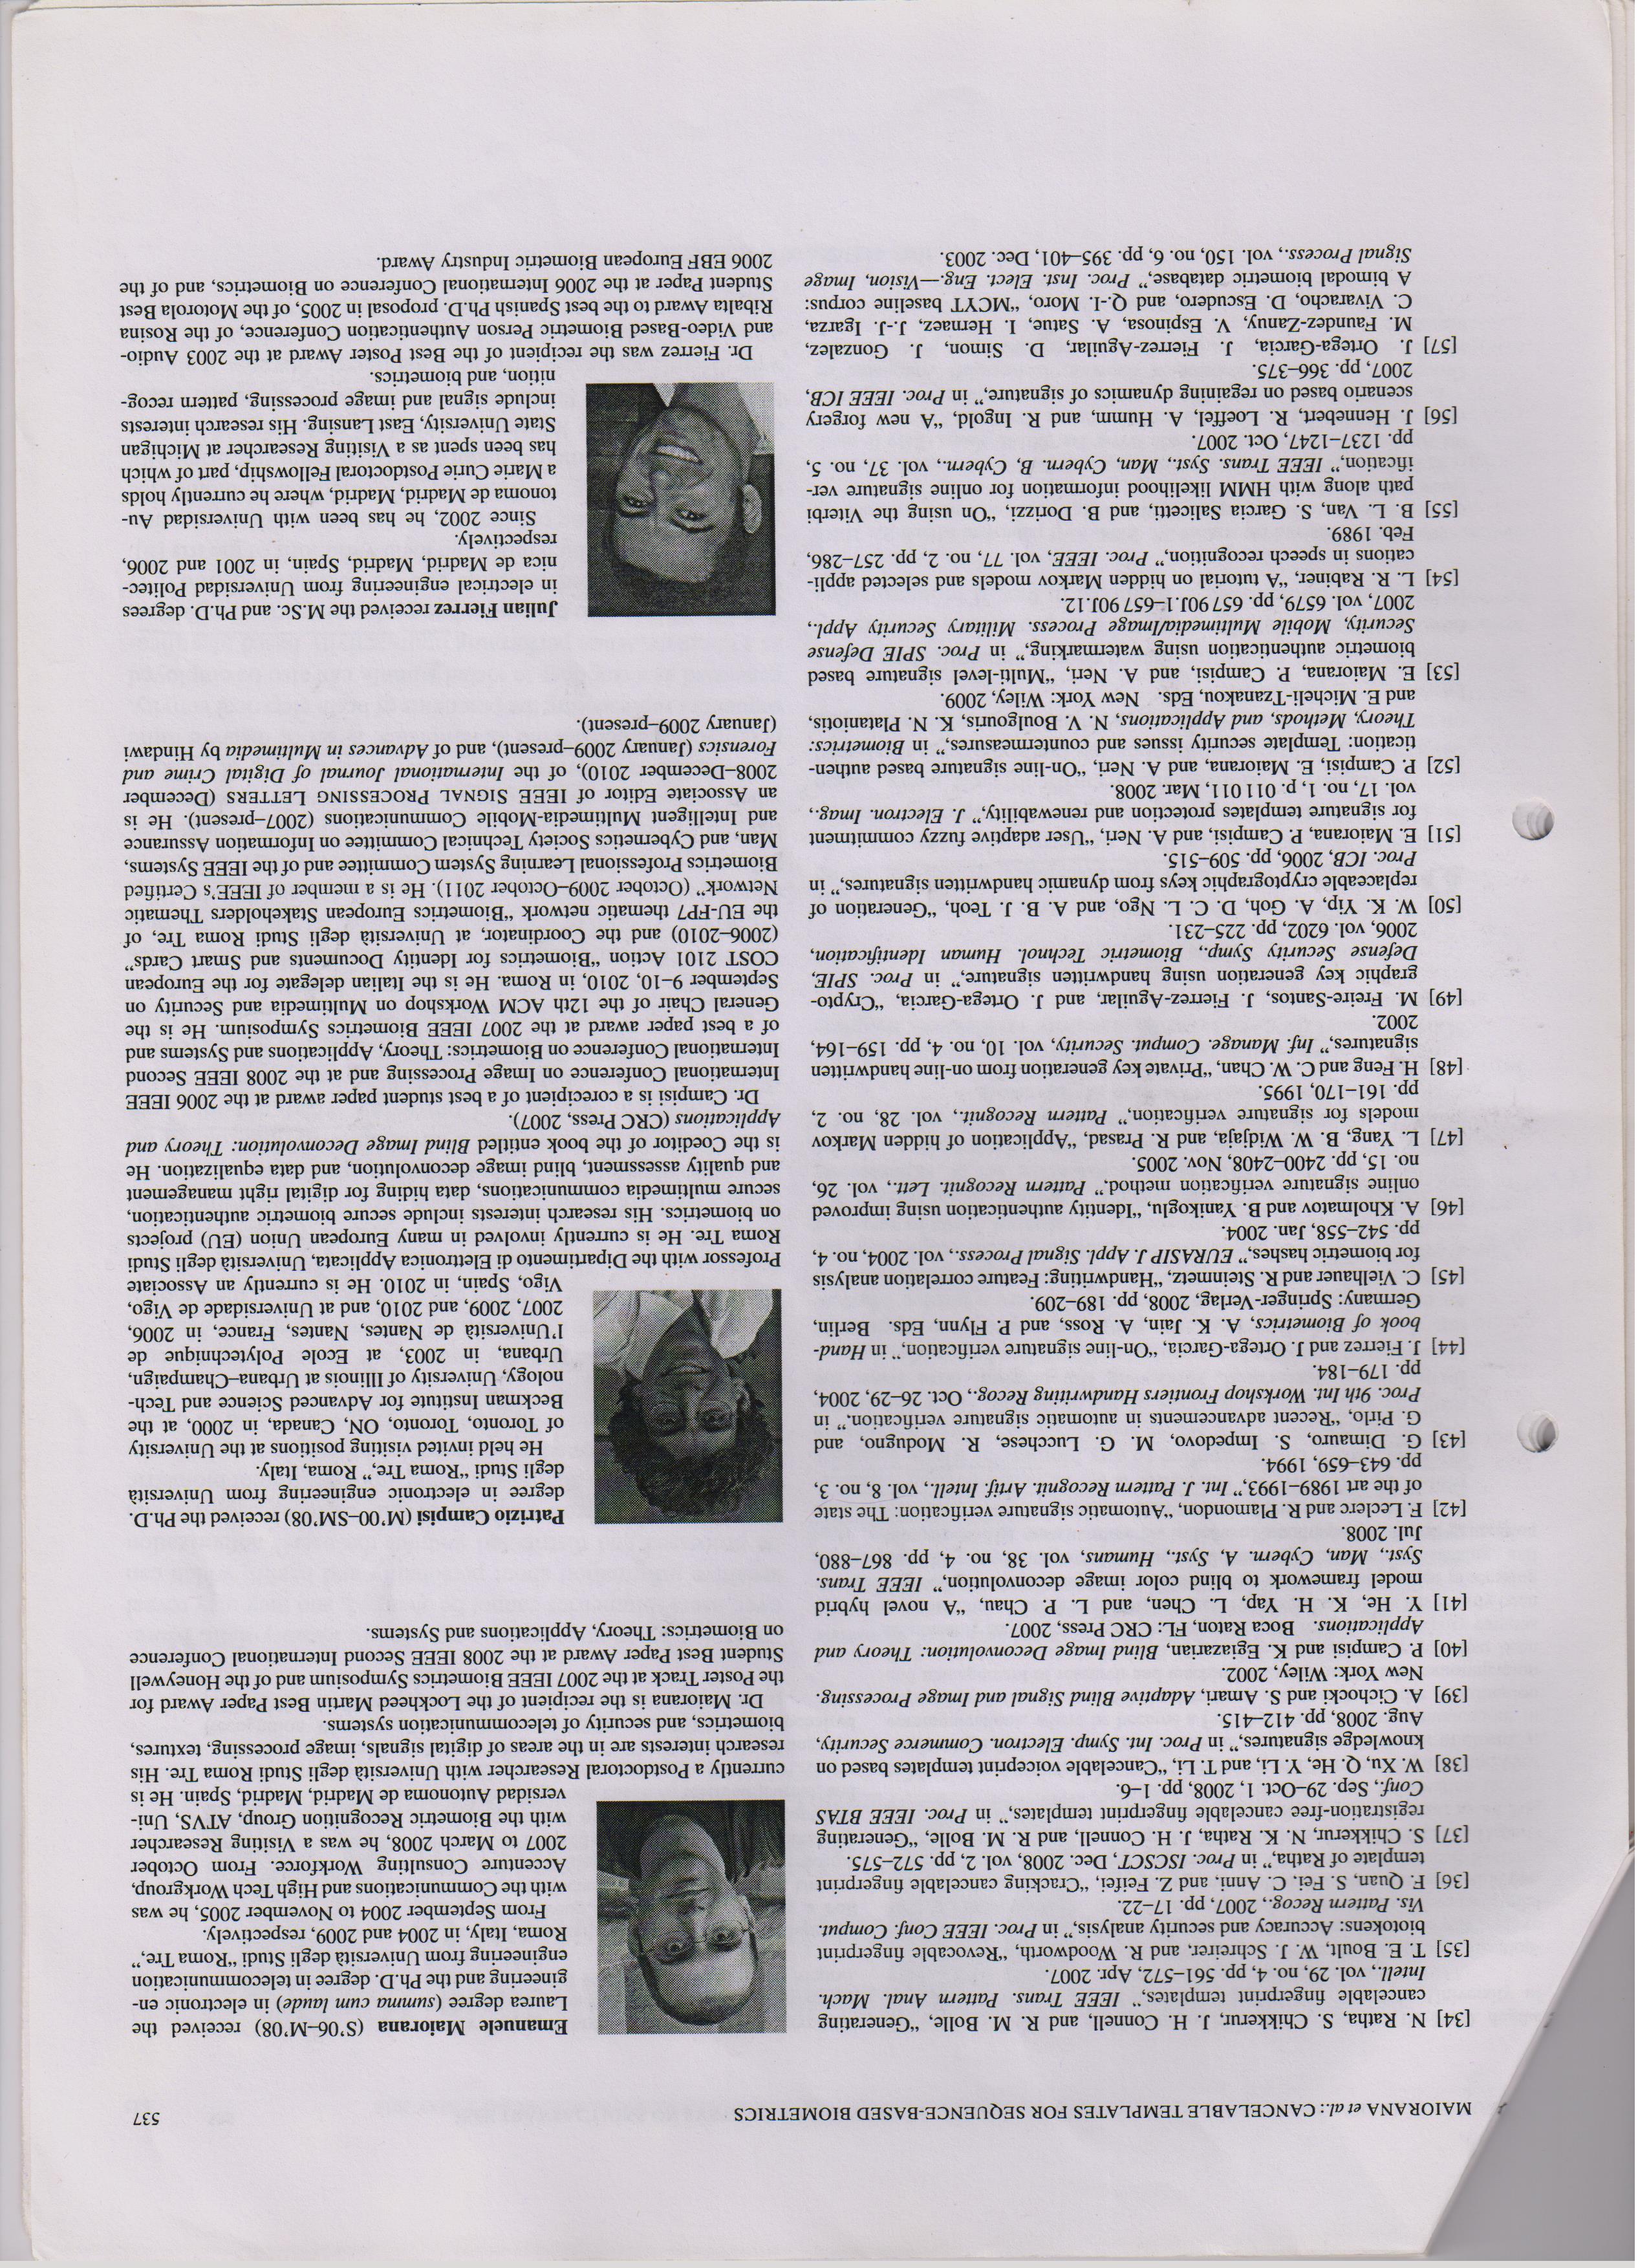 MAIORANA et al.: CANCELABLE TEMPLATES FOR SEQUENCE-BASED BIOMETRICS
537
[34] N. Ratha, S. Chikkerur, J. H. Connell, and R. M. Bolle, “Generating
cancelable fingerprint templates,” IEEE Trans. Pattern Anal. Mach.
Intell., vol. 29, no. 4, pp. 561–572, Apr. 2007.
[35] T. E. Boult, W. J. Schreirer, and R. Woodworth, “Revocable fingerprint
biotokens: Accuracy and security analysis,” in Proc. IEEE Conf. Comput.
Vis. Pattern Recog., 2007, pp. 17–22.
[36] F. Quan, S. Fei, C. Anni, and Z. Feifei, “Cracking cancelable fingerprint
template of Ratha,” in Proc. ISCSCT, Dec. 2008, vol. 2, pp. 572–575.
[37] S. Chikkerur, N. K. Ratha, J. H. Connell, and R. M. Bolle, “Generating
registration-free cancelable fingerprint templates,” in Proc. IEEE BTAS
Conf., Sep. 29–Oct. 1, 2008, pp. 1–6.
[38] W. Xu, Q. He, Y. Li, and T. Li, “Cancelable voiceprint templates based on
knowledge signatures,” in Proc. Int. Symp. Electron. Commerce Security,
Aug. 2008, pp. 412–415.
[39] A. Cichocki and S. Amari, Adaptive Blind Signal and Image Processing.
New York: Wiley, 2002.
[40] P. Campisi and K. Egiazarian, Blind Image Deconvolution: Theory and
Applications. Boca Raton, FL: CRC Press, 2007.
[41] Y. He, K. H. Yap, L. Chen, and L. P. Chau, “A novel hybrid
model framework to blind color image deconvolution,” IEEE Trans.
Syst., Man, Cybern. A, Syst., Humans, vol. 38, no. 4, pp. 867–880,
Jul. 2008.
[42] F. Leclerc and R. Plamondon, “Automatic signature verification: The state
of the art 1989–1993,” Int. J. Pattern Recognit. Artif. Intell., vol. 8, no. 3,
pp. 643–659, 1994.
[43] G. Dimauro, S. Impedovo, M. G. Lucchese, R. Modugno, and
G. Pirlo, “Recent advancements in automatic signature verification,” in
Proc. 9th Int. Workshop Frontiers Handwriting Recog., Oct. 26–29, 2004,
pp. 179–184.
[44] J. Fierrez and J. Ortega-Garcia, “On-line signature verification,” in Hand-
book of Biometrics, A. K. Jain, A. Ross, and P. Flynn, Eds. Berlin,
Germany: Springer-Verlag, 2008, pp. 189–209.
[45] C. Vielhauer and R. Steinmetz, “Handwriting: Feature correlation analysis
for biometric hashes,” EURASIP J. Appl. Signal Process., vol. 2004, no. 4,
pp. 542–558, Jan. 2004.
[46] A. Kholmatov and B. Yanikoglu, “Identity authentication using improved
online signature verification method,” Pattern Recognit. Lett., vol. 26,
no. 15, pp. 2400–2408, Nov. 2005.
[47] L. Yang, B. W. Widjaja, and R. Prasad, “Application of hidden Markov
models for signature verification,” Pattern Recognit., vol. 28, no. 2,
pp. 161–170, 1995.
[48] H. Feng and C. W. Chan, “Private key generation from on-line handwritten
signatures,” Inf. Manage. Comput. Security, vol. 10, no. 4, pp. 159–164,
2002.
[49] M. Freire-Santos, J. Fierrez-Aguilar, and J. Ortega-Garcia, “Crypto-
graphic key generation using handwritten signature,” in Proc. SPIE,
Defense Security Symp., Biometric Technol. Human Identification,
2006, vol. 6202, pp. 225–231.
[50] W. K. Yip, A. Goh, D. C. L. Ngo, and A. B. J. Teoh, “Generation of
replaceable cryptographic keys from dynamic handwritten signatures,” in
Proc. ICB, 2006, pp. 509–515.
[51] E. Maiorana, P. Campisi, and A. Neri, “User adaptive fuzzy commitment
for signature templates protection and renewability,” J. Electron. Imag.,
vol. 17, no. 1, p. 011 011, Mar. 2008.
[52] P. Campisi, E. Maiorana, and A. Neri, “On-line signature based authen-
tication: Template security issues and countermeasures,” in Biometrics:
Theory, Methods, and Applications, N. V. Boulgouris, K. N. Plataniotis,
and E. Micheli-Tzanakou, Eds. New York: Wiley, 2009.
[53] E. Maiorana, P. Campisi, and A. Neri, “Multi-level signature based
biometric authentication using watermarking,” in Proc. SPIE Defense
Security, Mobile Multimedia/Image Process. Military Security Appl.,
2007, vol. 6579, pp. 657 90J.1–657 90J.12.
[54] L. R. Rabiner, “A tutorial on hidden Markov models and selected appli-
cations in speech recognition,” Proc. IEEE, vol. 77, no. 2, pp. 257–286,
Feb. 1989.
[55] B. L. Van, S. Garcia Salicetti, and B. Dorizzi, “On using the Viterbi
path along with HMM likelihood information for online signature ver-
ification,” IEEE Trans. Syst., Man, Cybern. B, Cybern., vol. 37, no. 5,
pp. 1237–1247, Oct. 2007.
[56] J. Hennebert, R. Loeffel, A. Humm, and R. Ingold, “A new forgery
scenario based on regaining dynamics of signature,” in Proc. IEEE ICB,
2007, pp. 366–375.
[57] J. Ortega-Garcia, J. Fierrez-Aguilar, D. Simon, J. Gonzalez,
M. Faundez-Zanuy, V. Espinosa, A. Satue, I. Hernaez, J.-J. Igarza,
C. Vivaracho, D. Escudero, and Q.-I. Moro, “MCYT baseline corpus:
A bimodal biometric database,” Proc. Inst. Elect. Eng.—Vision, Image
Signal Process., vol. 150, no. 6, pp. 395–401, Dec. 2003.
Emanuele Maiorana (S’06–M’08) received the
Laurea degree (summa cum laude) in electronic en-
gineering and the Ph.D. degree in telecommunication
engineering from Università degli Studi “Roma Tre,”
Roma, Italy, in 2004 and 2009, respectively.
From September 2004 to November 2005, he was
with the Communications and High Tech Workgroup,
Accenture Consulting Workforce. From October
2007 to March 2008, he was a Visiting Researcher
with the Biometric Recognition Group, ATVS, Uni-
versidad Autonoma de Madrid, Madrid, Spain. He is
currently a Postdoctoral Researcher with Università degli Studi Roma Tre. His
research interests are in the areas of digital signals, image processing, textures,
biometrics, and security of telecommunication systems.
Dr. Maiorana is the recipient of the Lockheed Martin Best Paper Award for
the Poster Track at the 2007 IEEE Biometrics Symposium and of the Honeywell
Student Best Paper Award at the 2008 IEEE Second International Conference
on Biometrics: Theory, Applications and Systems.
Patrizio Campisi (M’00–SM’08) received the Ph.D.
degree in electronic engineering from Università
degli Studi “Roma Tre,” Roma, Italy.
He held invited visiting positions at the University
of Toronto, Toronto, ON, Canada, in 2000, at the
Beckman Institute for Advanced Science and Tech-
nology, University of Illinois at Urbana–Champaign,
Urbana, in 2003, at Ecole Polytechnique de
l’Università de Nantes, Nantes, France, in 2006,
2007, 2009, and 2010, and at Universidade de Vigo,
Vigo, Spain, in 2010. He is currently an Associate
Professor with the Dipartimento di Elettronica Applicata, Università degli Studi
Roma Tre. He is currently involved in many European Union (EU) projects
on biometrics. His research interests include secure biometric authentication,
secure multimedia communications, data hiding for digital right management
and quality assessment, blind image deconvolution, and data equalization. He
is the Coeditor of the book entitled Blind Image Deconvolution: Theory and
Applications (CRC Press, 2007).
Dr. Campisi is a corecipient of a best student paper award at the 2006 IEEE
International Conference on Image Processing and at the 2008 IEEE Second
International Conference on Biometrics: Theory, Applications and Systems and
of a best paper award at the 2007 IEEE Biometrics Symposium. He is the
General Chair of the 12th ACM Workshop on Multimedia and Security on
September 9–10, 2010, in Roma. He is the Italian delegate for the European
COST 2101 Action “Biometrics for Identity Documents and Smart Cards”
(2006–2010) and the Coordinator, at Università degli Studi Roma Tre, of
the EU-FP7 thematic network “Biometrics European Stakeholders Thematic
Network” (October 2009–October 2011). He is a member of IEEE’s Certified
Biometrics Professional Learning System Committee and of the IEEE Systems,
Man, and Cybernetics Society Technical Committee on Information Assurance
and Intelligent Multimedia-Mobile Communications (2007–present). He is
an Associate Editor of IEEE SIGNAL PROCESSING LETTERS (December
2008–December 2010), of the International Journal of Digital Crime and
Forensics (January 2009–present), and of Advances in Multimedia by Hindawi
(January 2009–present).
Julian Fierrez received the M.Sc. and Ph.D. degrees
in electrical engineering from Universidad Politec-
nica de Madrid, Madrid, Spain, in 2001 and 2006,
respectively.
Since 2002, he has been with Universidad Au-
tonoma de Madrid, Madrid, where he currently holds
a Marie Curie Postdoctoral Fellowship, part of which
has been spent as a Visiting Researcher at Michigan
State University, East Lansing. His research interests
include signal and image processing, pattern recog-
nition, and biometrics.
Dr. Fierrez was the recipient of the Best Poster Award at the 2003 Audio-
and Video-Based Biometric Person Authentication Conference, of the Rosina
Ribalta Award to the best Spanish Ph.D. proposal in 2005, of the Motorola Best
Student Paper at the 2006 International Conference on Biometrics, and of the
2006 EBF European Biometric Industry Award.